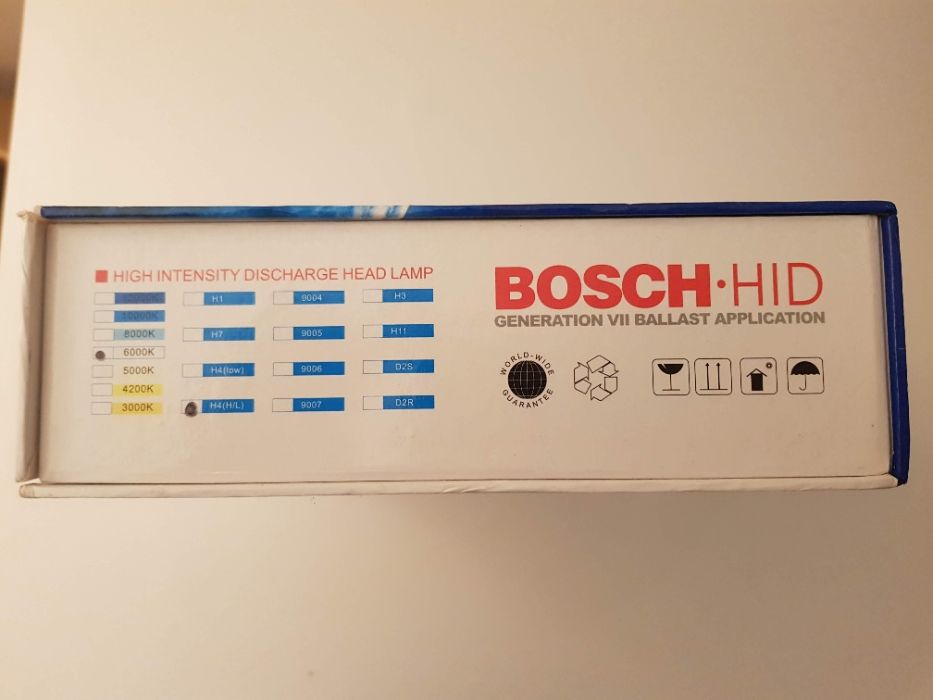 HIGH INTENSITY DISCHARGE HEAD LAMP
10000K
8000K
6000K
5000K
4200K
3000K
H1
H7
H4(low)
H4(H/L)
9004
9005
9006
9007
H3
H11
D2S
D2R
BOSCH·HID
GENERATION VII BALLAST APPLICATION
WORLD-WIDE
GUARANTEE